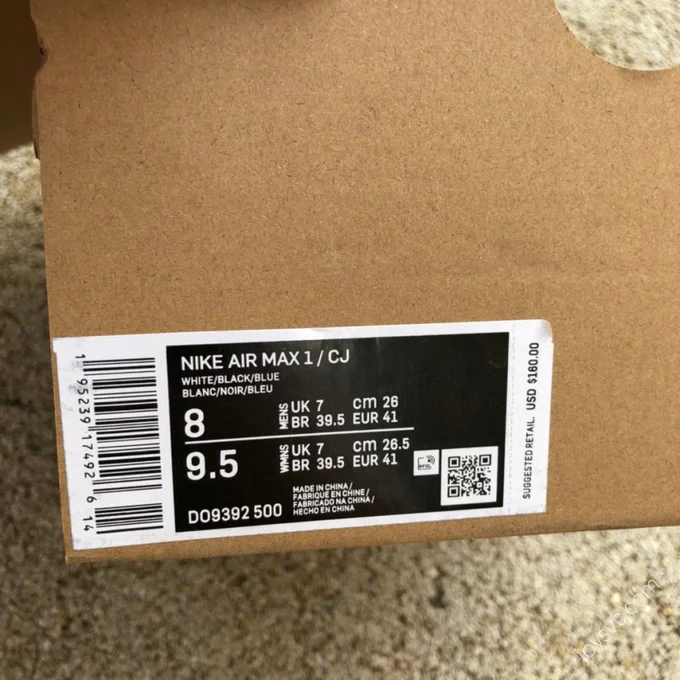 NIKE AIR MAX 1 / CJ
WHITE/BLACK/BLUE
BLANC/NOIR/BLEU
8
MENS
UK 7 cm 26
BR 39.5 EUR 41
9.5
WMNS
UK 7 cm 26.5
BR 39.5 EUR 41
MADE IN CHINA/
FABRIQUE EN CHINE/
FABRICADO NA CHINA/
HECHO EN CHINA
DO9392 500
RFID
1 95239 17492 6 14
SUGGESTED RETAIL. USD $160.00